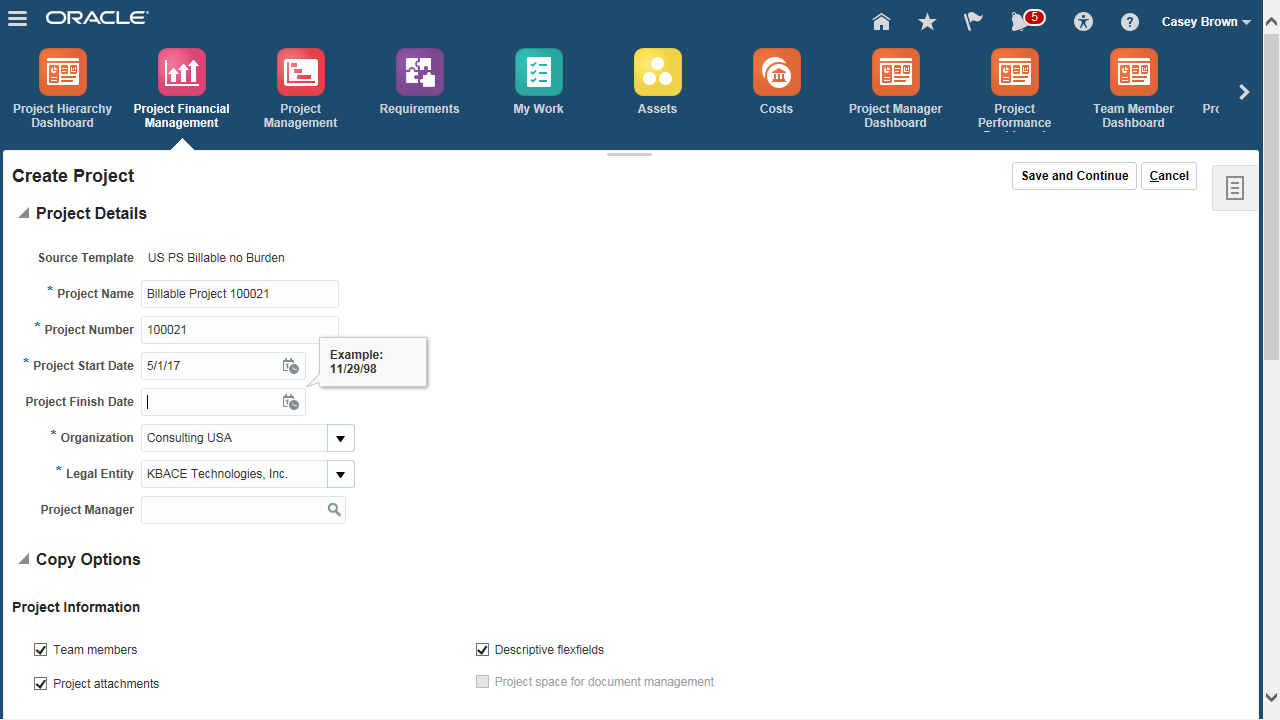 ORACLE®
5
Casey Brown
Project Hierarchy
Dashboard
Project Financial
Management
Project
Management
Requirements
My Work
Assets
Costs
Project Manager
Dashboard
Project
Performance
Team Member
Dashboard
Create Project
Save and Continue
Cancel
Project Details
Source Template US PS Billable no Burden
* Project Name Billable Project 100021
* Project Number 100021
* Project Start Date 5/1/17
Example:
11/29/98
Project Finish Date
* Organization Consulting USA
* Legal Entity KBACE Technologies, Inc.
Project Manager
Copy Options
Project Information
Team members
Descriptive flexfields
Project attachments
Project space for document management